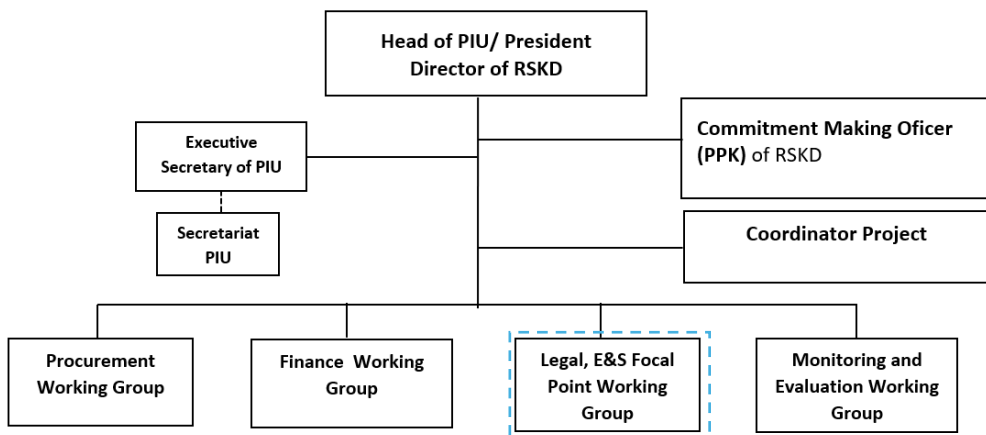 Head of PIU/ President
Director of RSKD
Executive
Secretary of PIU
Commitment Making Oficer
(PPK) of RSKD
Secretariat
PIU
Coordinator Project
Procurement
Working Group
Finance Working
Group
Legal, E&S Focal
Point Working
Group
Monitoring and
Evaluation Working
Group